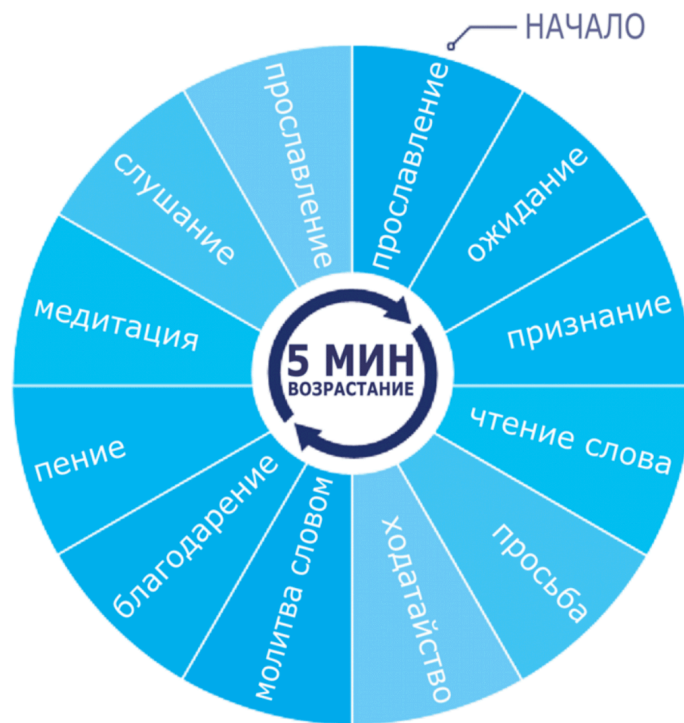 НАЧАЛО
прославление
ожидание
признание
чтение слова
просьба
ходатайство
молитва словом
благодарение
пение
медитация
слушание
прославление
5 МИН
ВОЗРАСТАНИЕ